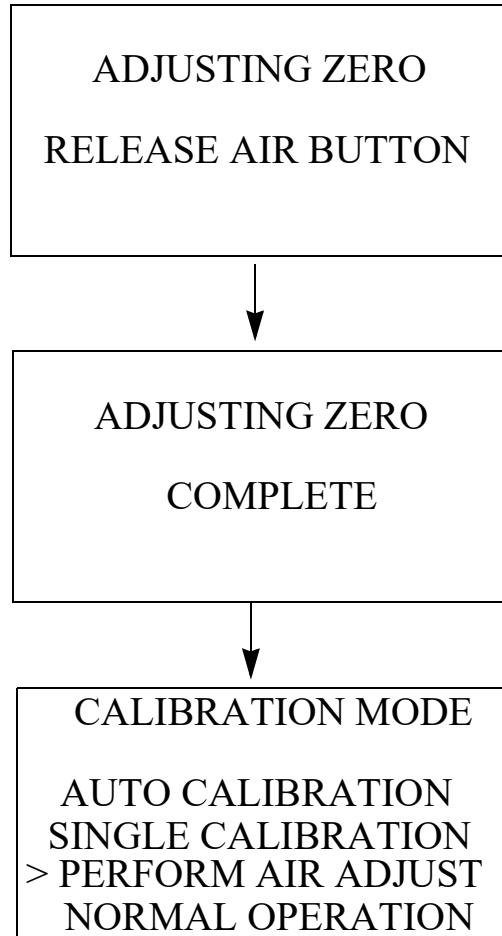 ADJUSTING ZERO
RELEASE AIR BUTTON
ADJUSTING ZERO
COMPLETE
CALIBRATION MODE
AUTO CALIBRATION
SINGLE CALIBRATION
> PERFORM AIR ADJUST
NORMAL OPERATION